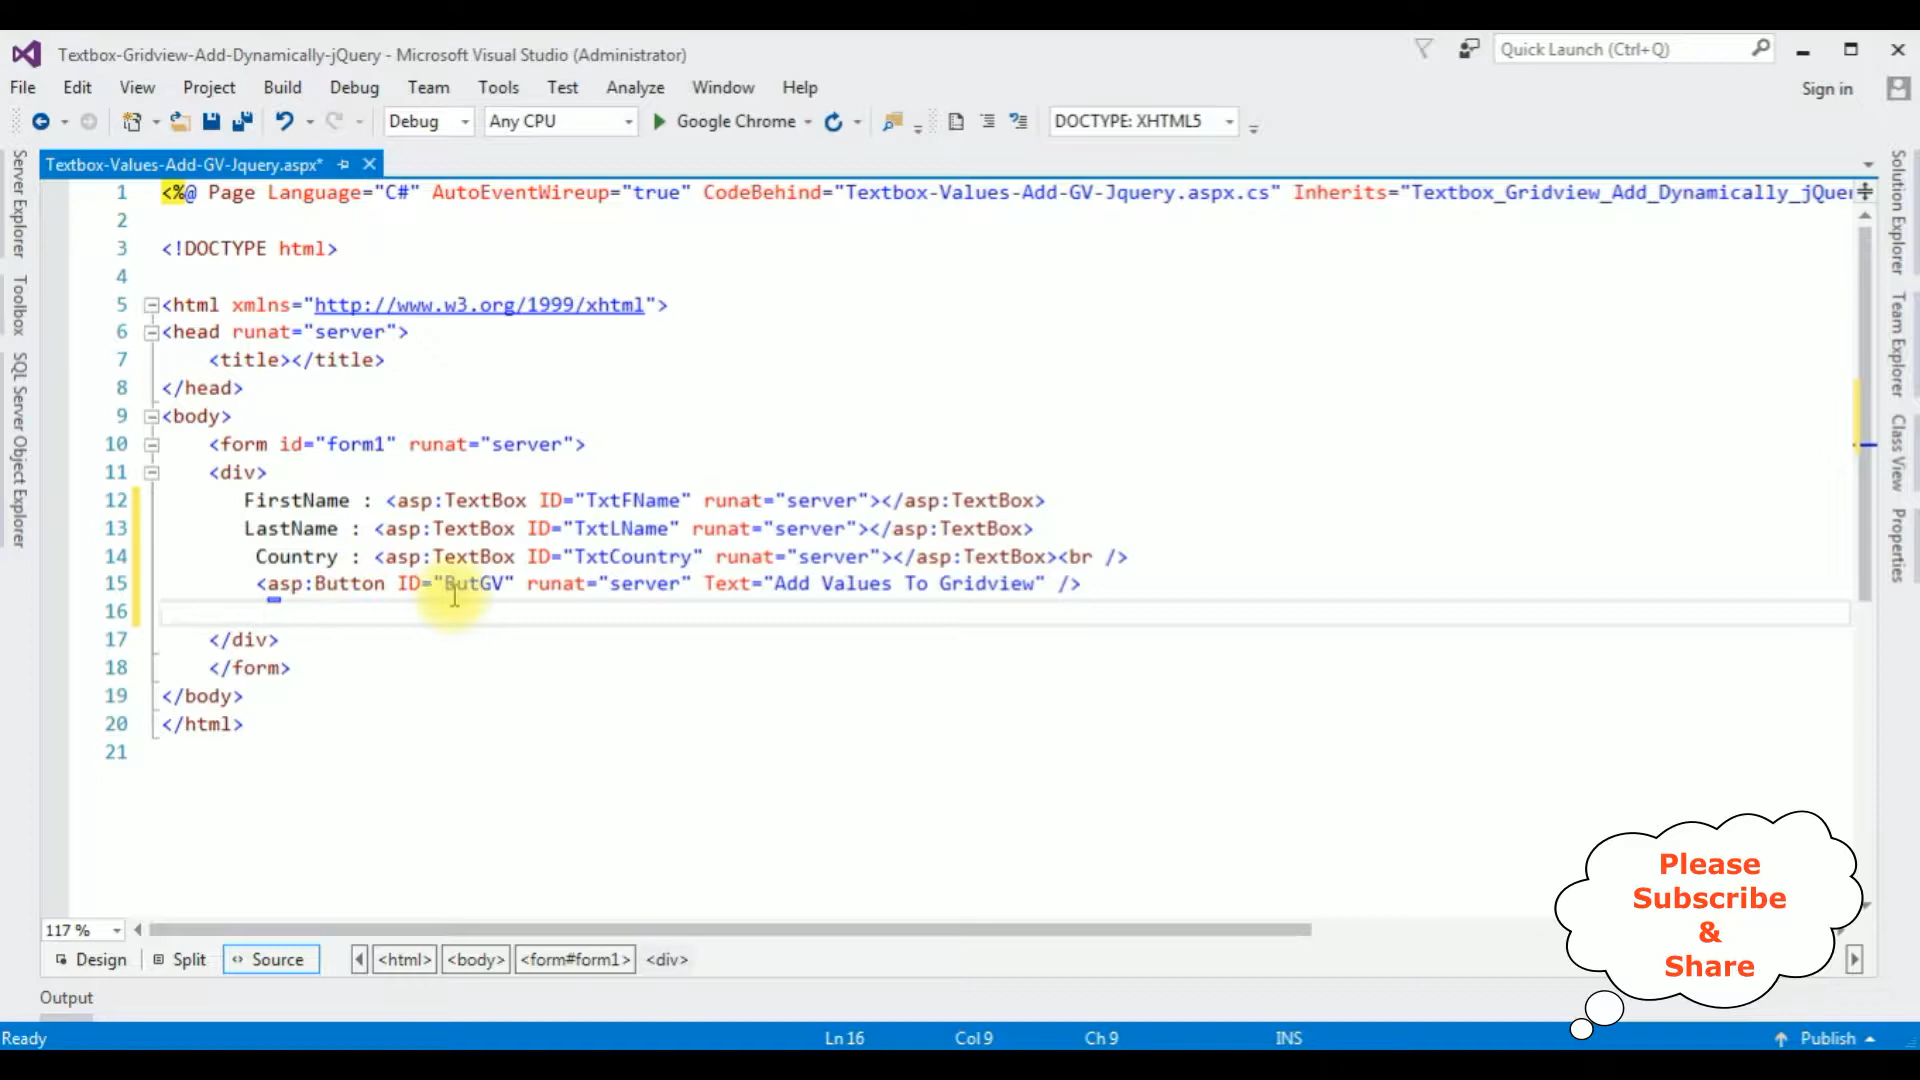 Textbox-Gridview-Add-Dynamically-jQuery - Microsoft Visual Studio (Administrator)
Quick Launch (Ctrl+Q)
File Edit View Project Build Debug Team Tools Test Analyze Window Help
Sign in
Debug Any CPU Google Chrome DOCTYPE: XHTML5
Textbox-Values-Add-GV-Jquery.aspx*
1 <%@ Page Language="C#" AutoEventWireup="true" CodeBehind="Textbox-Values-Add-GV-Jquery.aspx.cs" Inherits="Textbox_Gridview_Add_Dynamically_jQuer
2
3 <!DOCTYPE html>
4
5 <html xmlns="http://www.w3.org/1999/xhtml">
6 <head runat="server">
7 <title></title>
8 </head>
9 <body>
10 <form id="form1" runat="server">
11 <div>
12 FirstName : <asp:TextBox ID="TxtFName" runat="server"></asp:TextBox>
13 LastName : <asp:TextBox ID="TxtLName" runat="server"></asp:TextBox>
14 Country : <asp:TextBox ID="TxtCountry" runat="server"></asp:TextBox><br />
15 <asp:Button ID="ButGV" runat="server" Text="Add Values To Gridview" />
16
17 </div>
18 </form>
19 </body>
20 </html>
21
Server Explorer
Toolbox
SQL Server Object Explorer
Solution Explorer
Team Explorer
Class View
Properties
Please
Subscribe
&
Share
117 %
Design Split Source <html> <body> <form#form1> <div>
Output
Ready Ln 16 Col 9 Ch 9 INS Publish